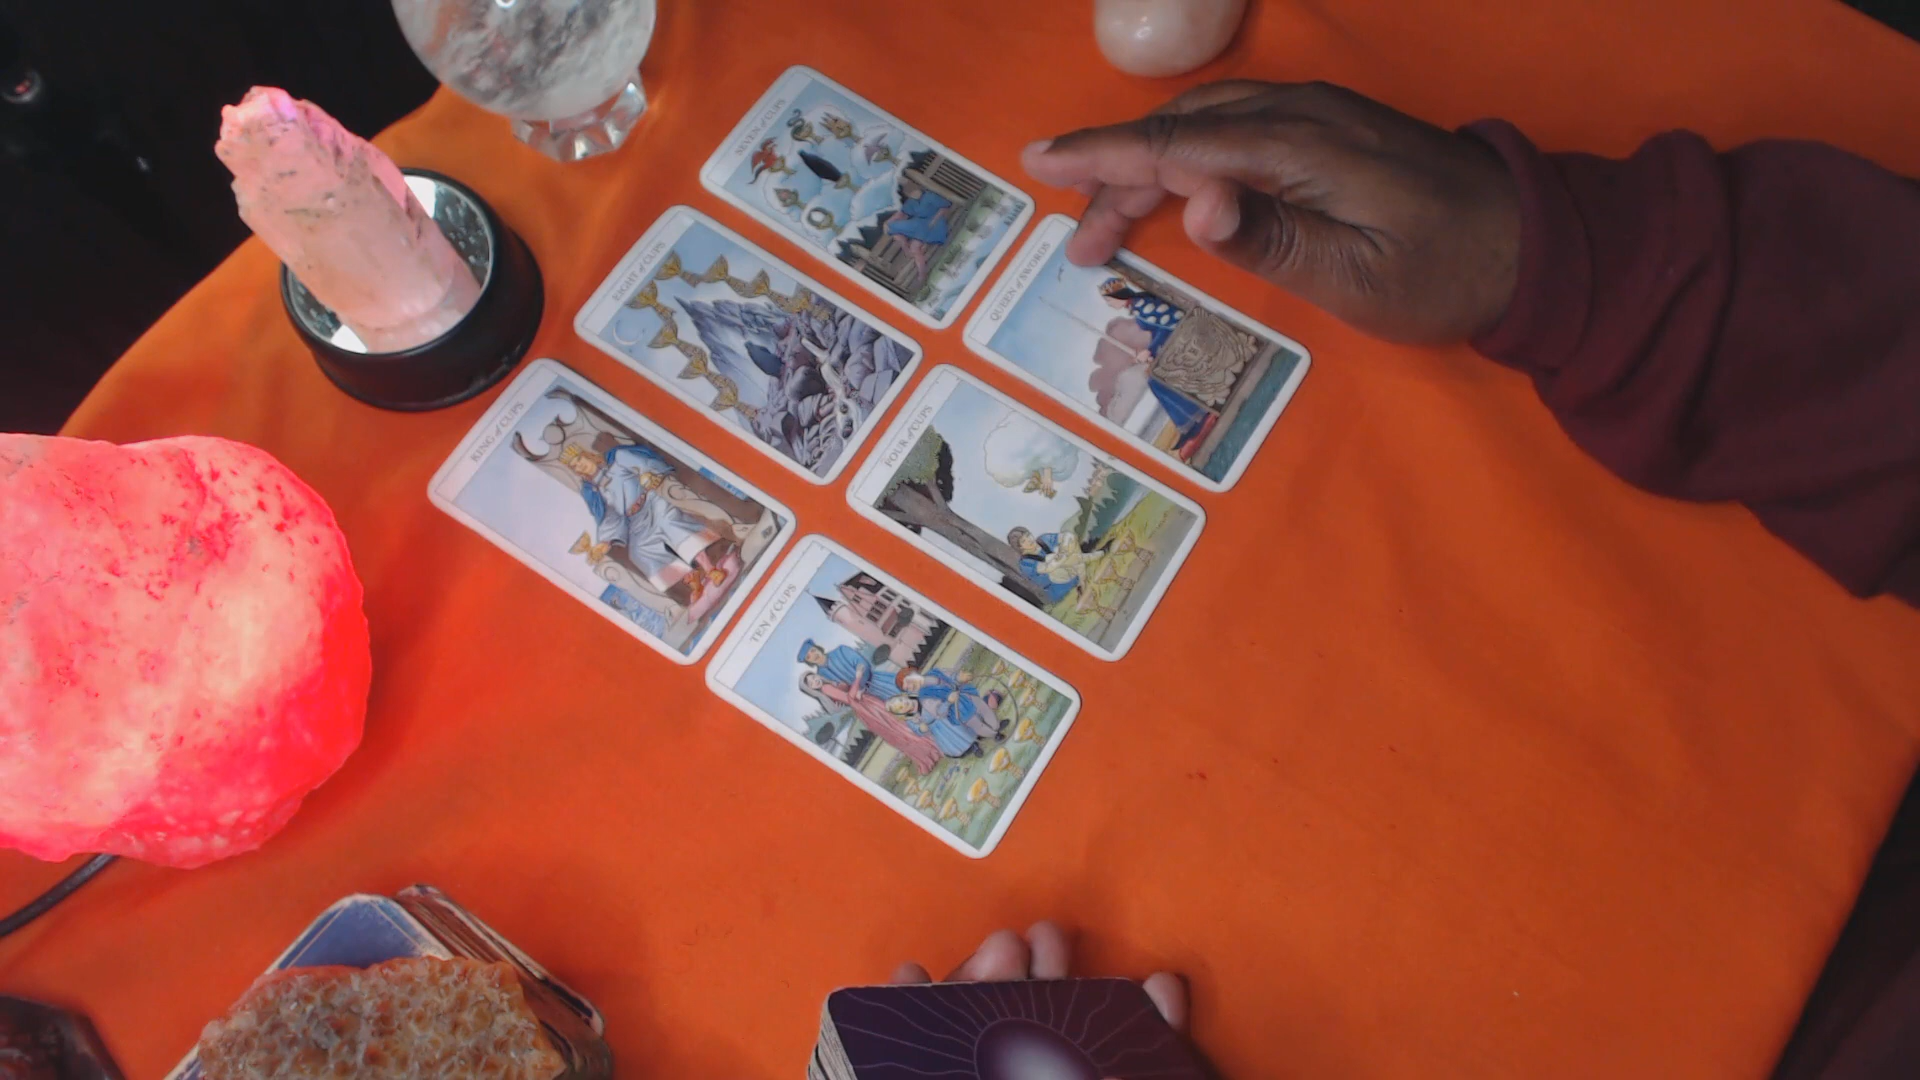 SEVEN of CUPS
EIGHT of CUPS
QUEEN of SWORDS
KING of CUPS
FOUR of CUPS
TEN of CUPS